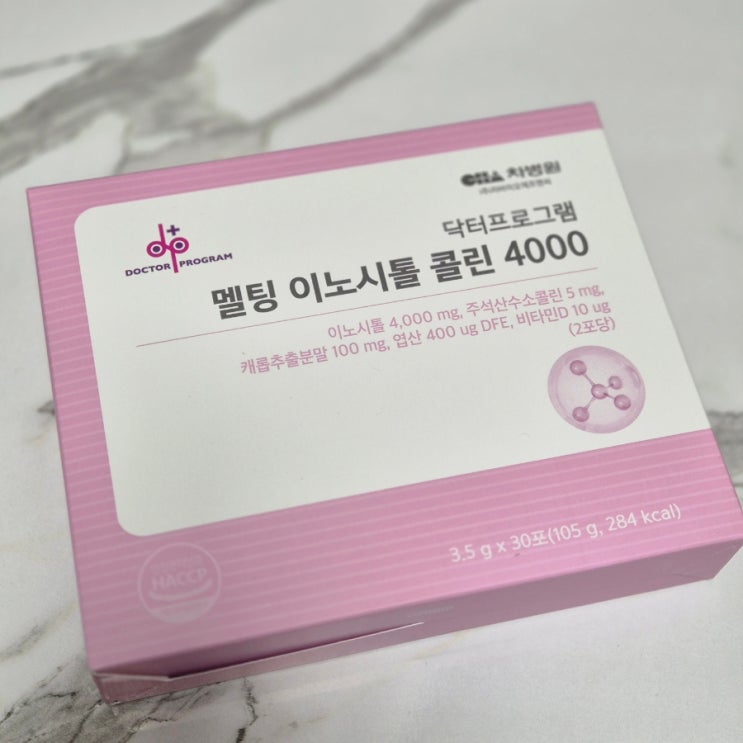 CHA 차병원
닥터프로그램
DOCTOR PROGRAM
멜팅 이노시톨 콜린 4000
이노시톨 4,000 mg, 주석산수소콜린 5 mg,
캐롭추출분말 100 mg, 엽산 400 ug DFE, 비타민D 10 ug
(2포당)
3.5 g x 30포(105 g, 284 kcal)
HACCP